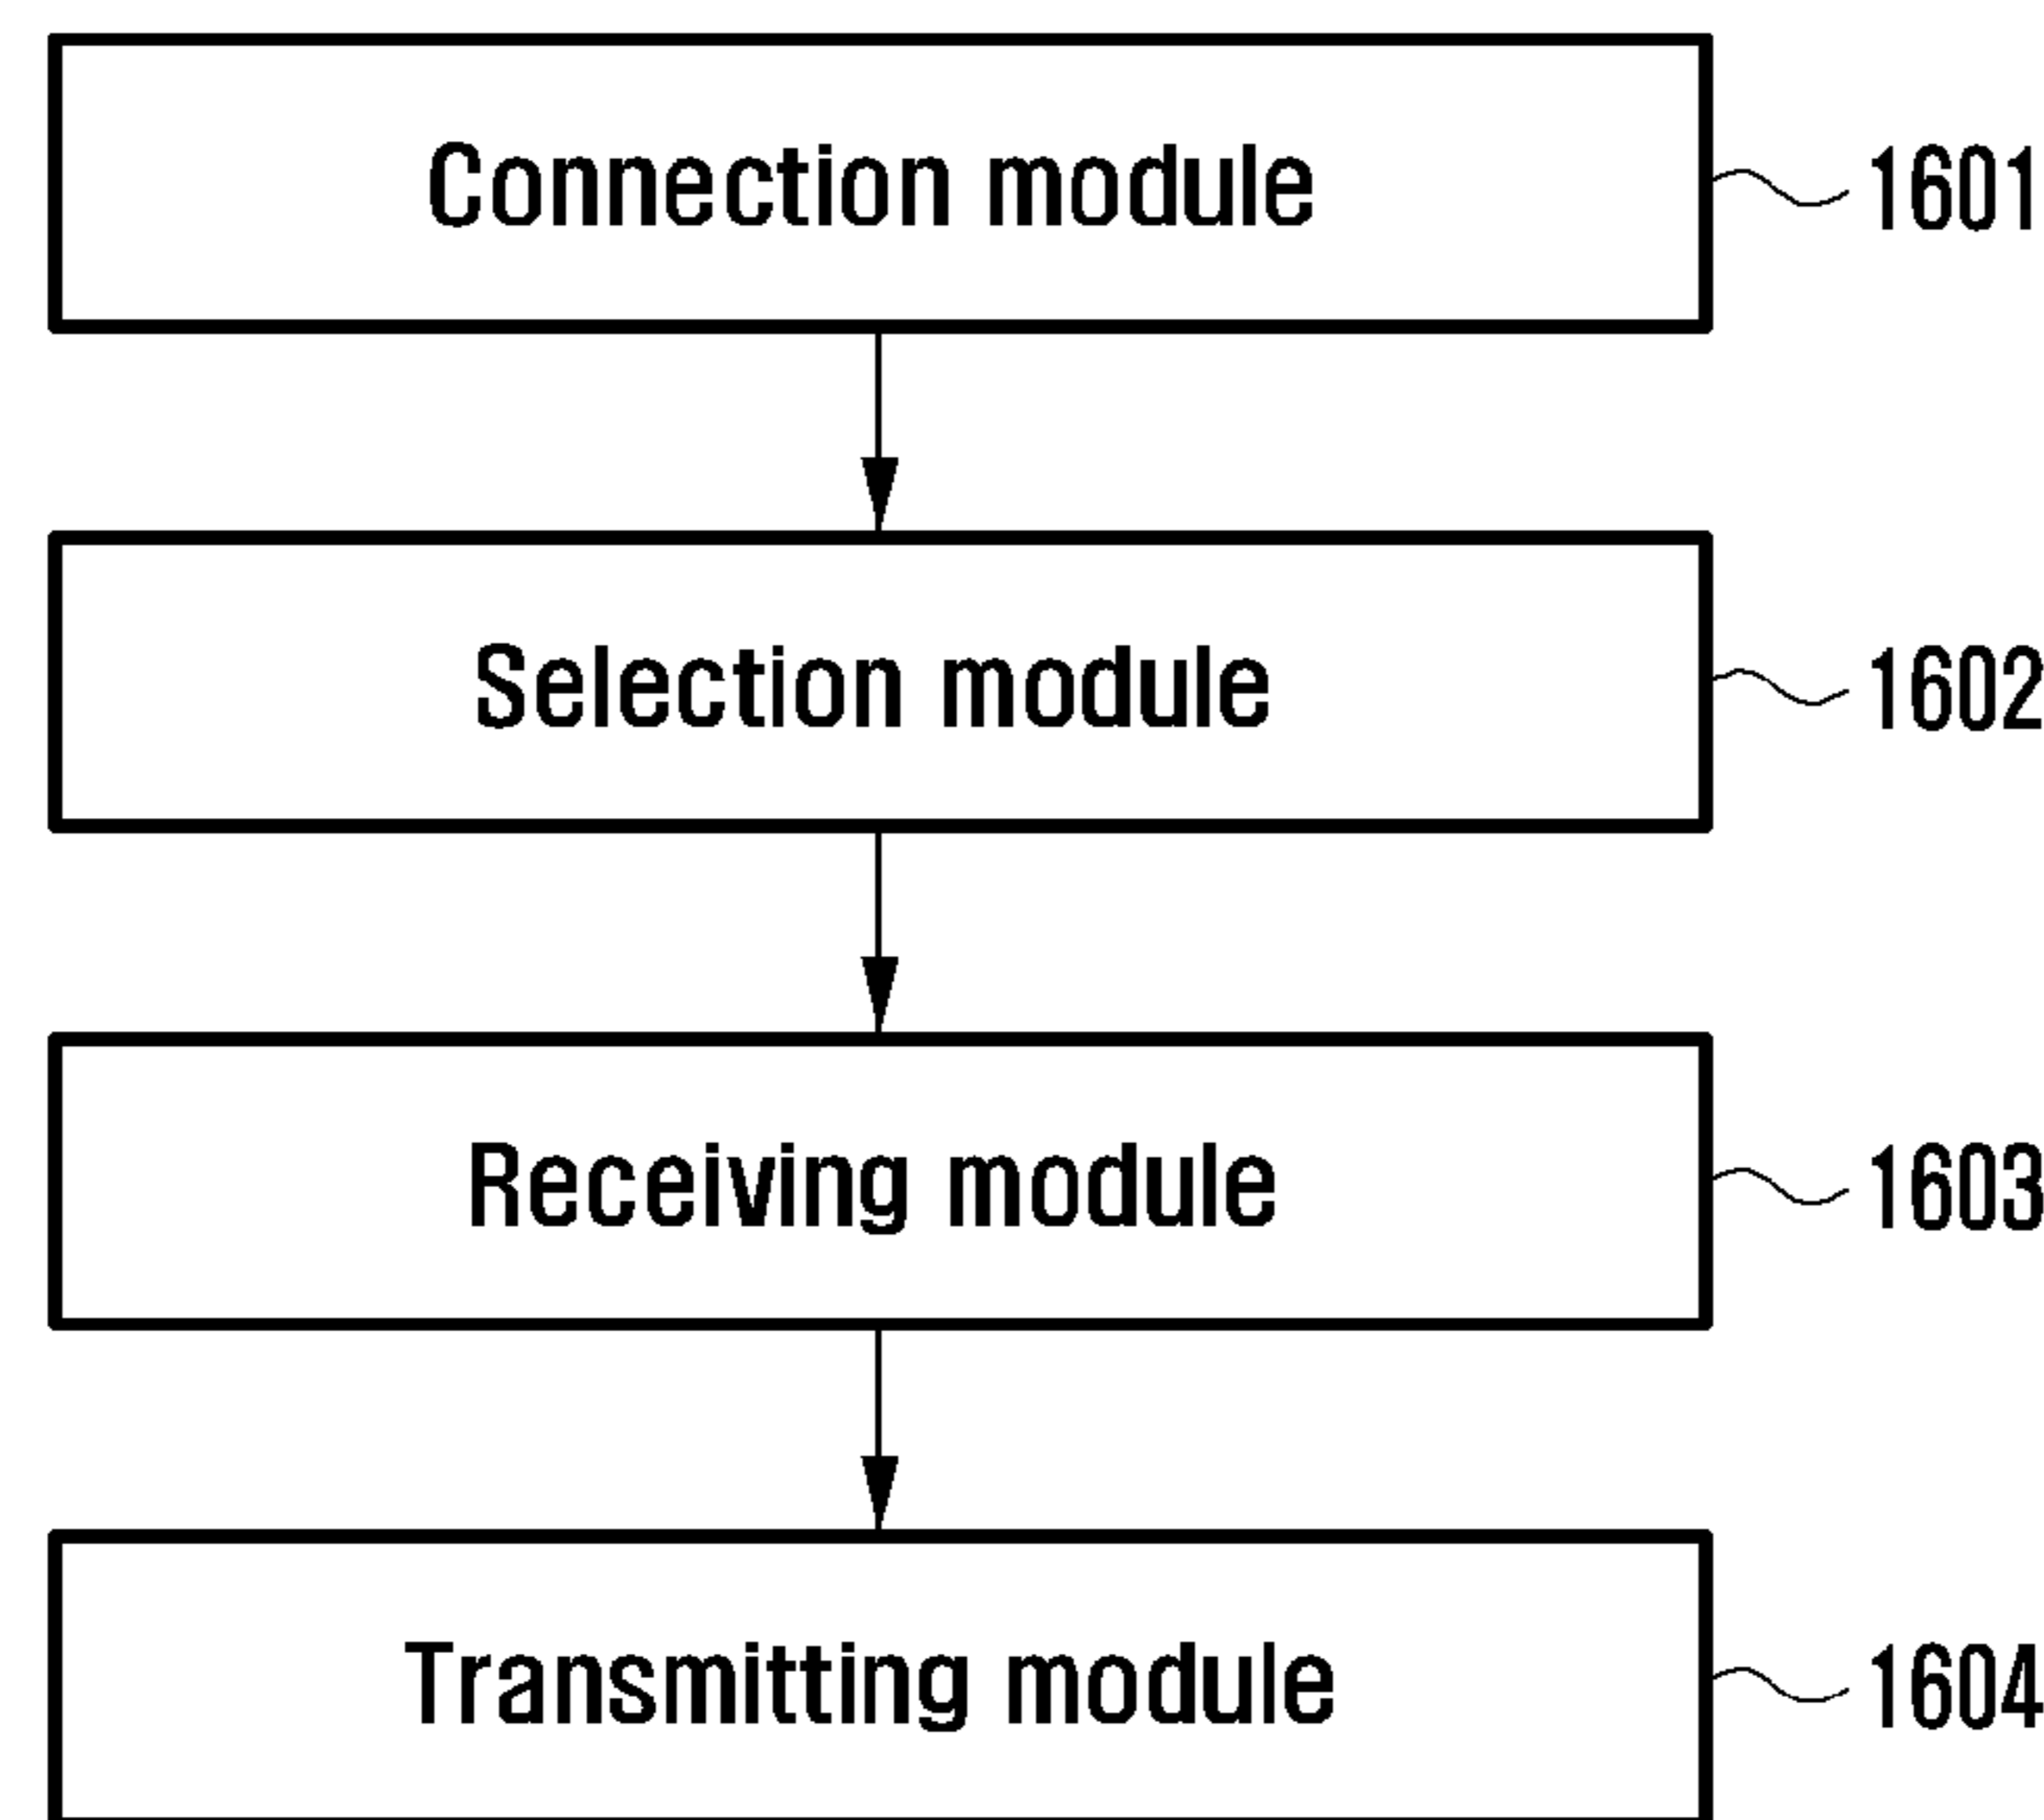 Connection module 1601
Selection module 1602
Receiving module 1603
Transmitting module 1604